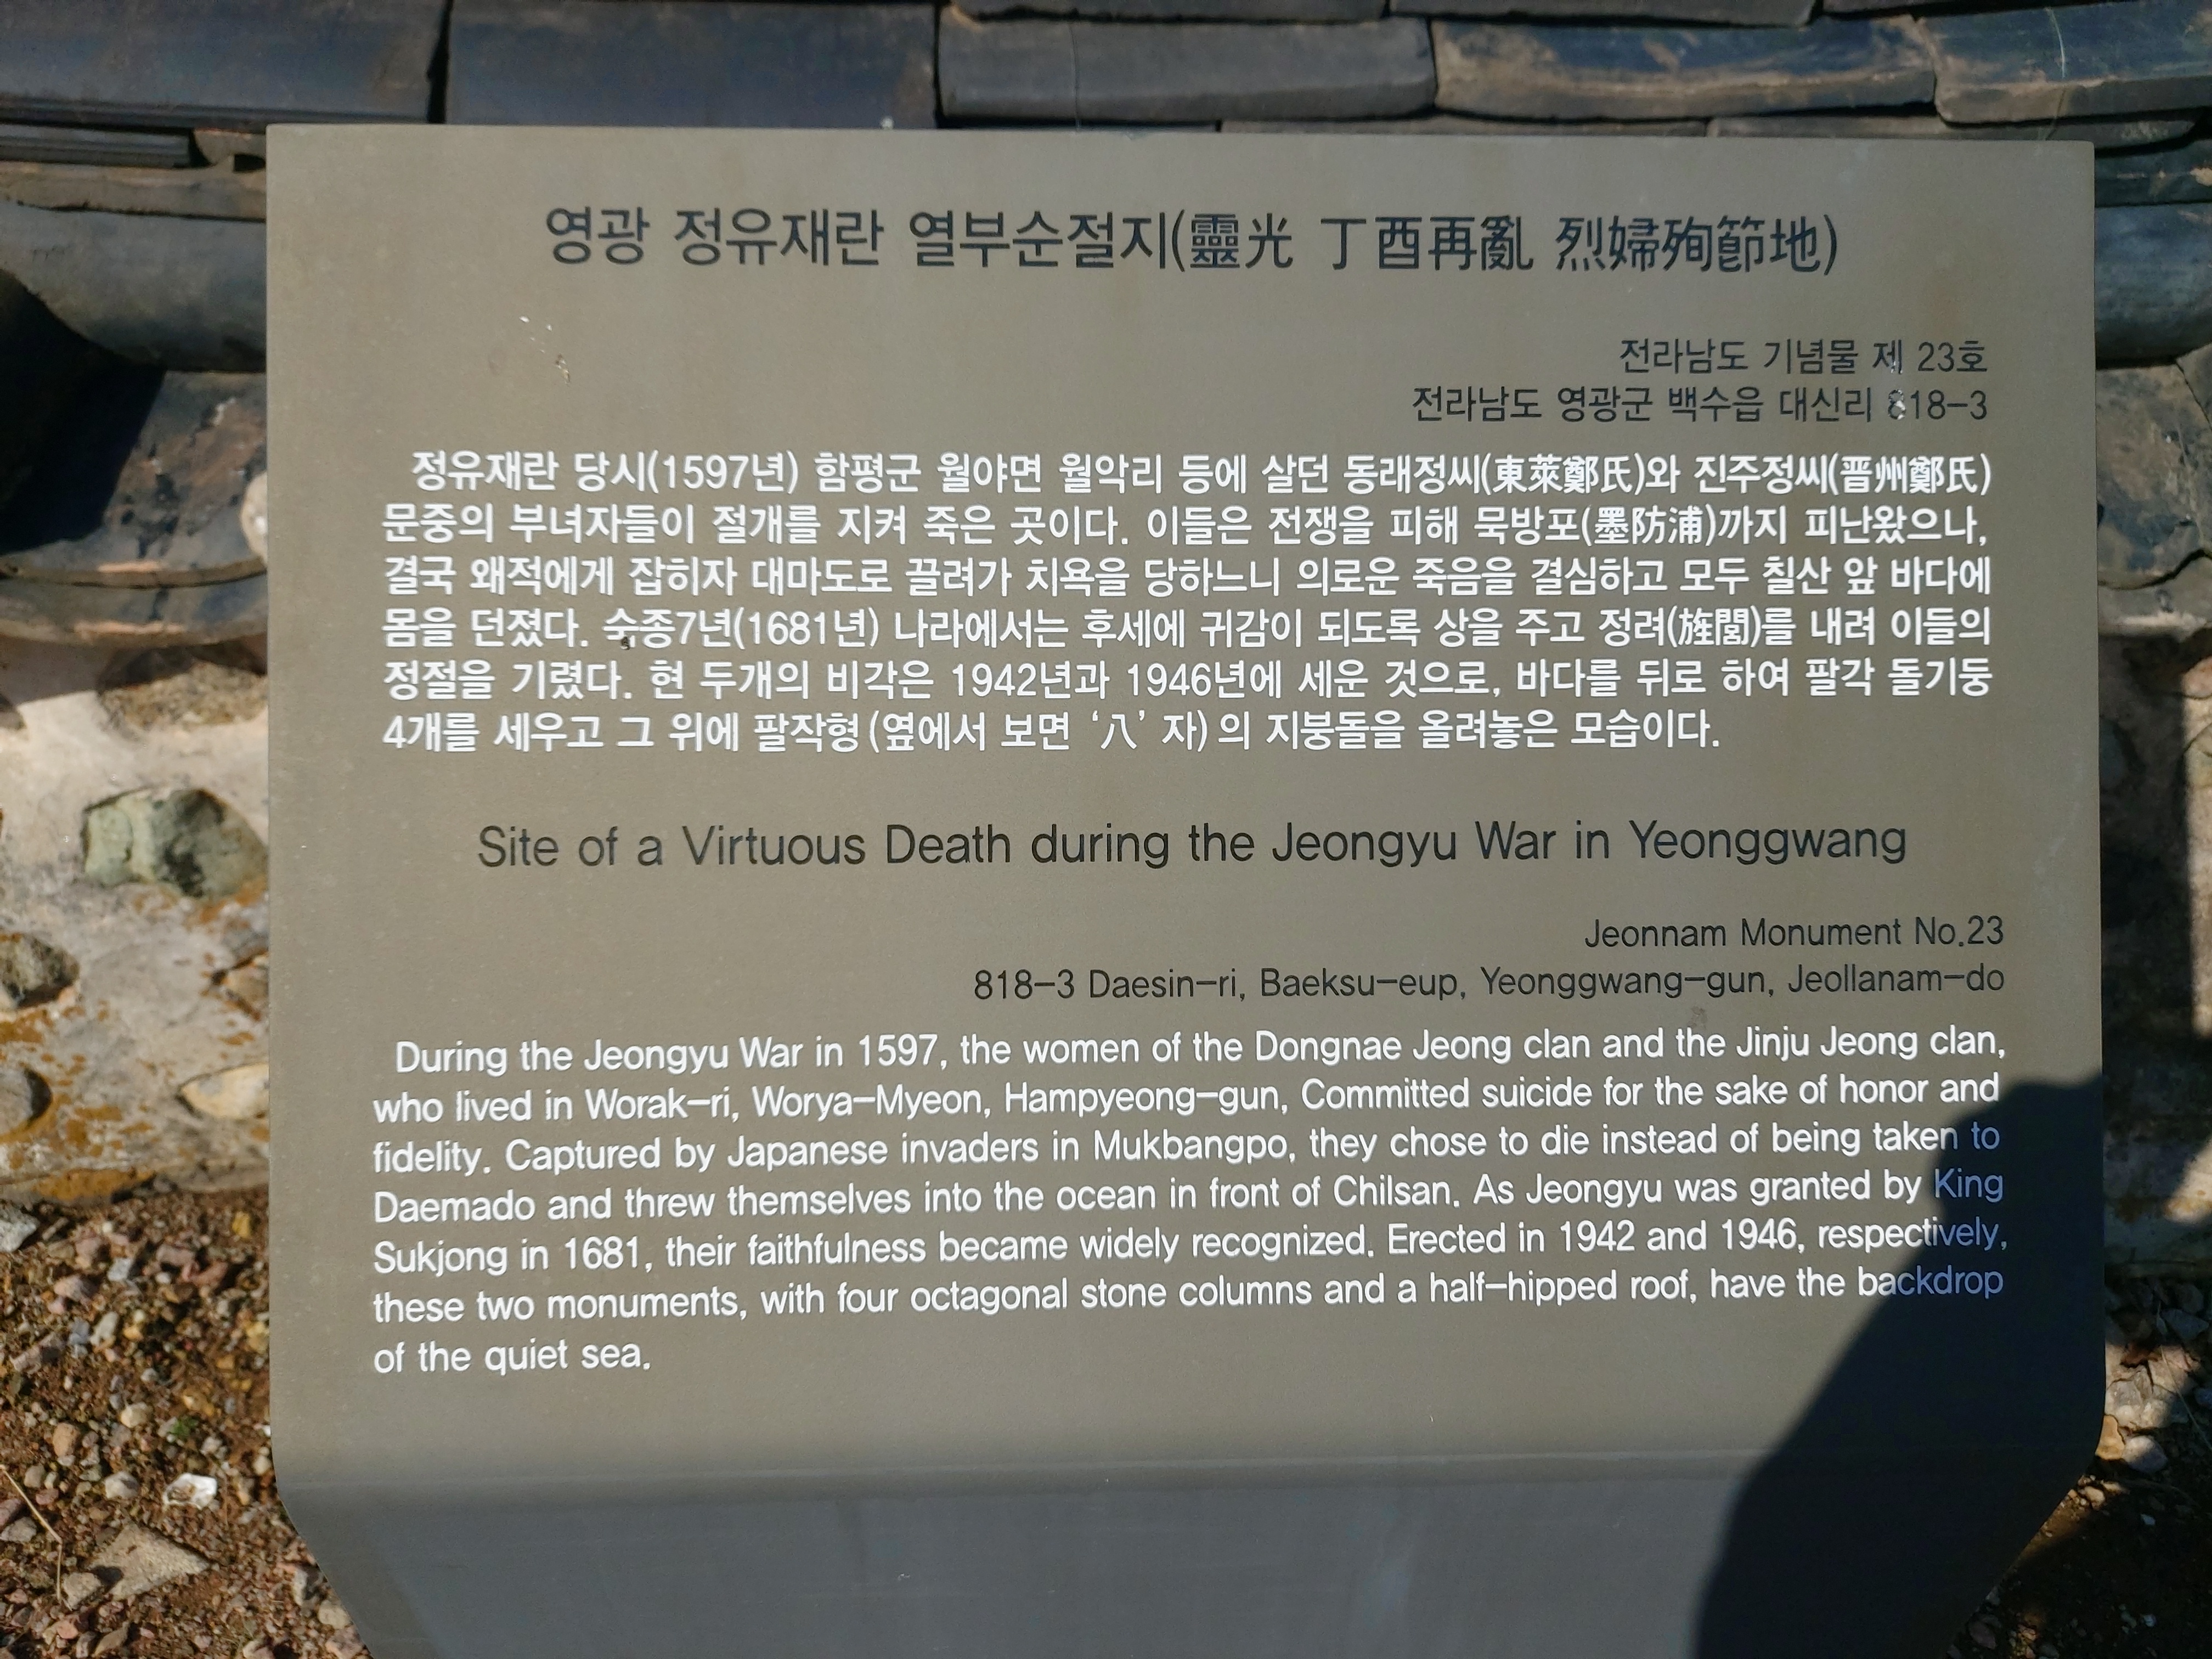 영광 정유재란 열부순절지(靈光 丁酉再亂 烈婦殉節地)
전라남도 기념물 제 23호
전라남도 영광군 백수읍 대신리 818-3
정유재란 당시(1597년) 함평군 월야면 월악리 등에 살던 동래정씨(東萊鄭氏)와 진주정씨(晋州鄭氏)
문중의 부녀자들이 절개를 지켜 죽은 곳이다. 이들은 전쟁을 피해 묵방포(墨防浦)까지 피난왔으나,
결국 왜적에게 잡히자 대마도로 끌려가 치욕을 당하느니 의로운 죽음을 결심하고 모두 칠산 앞 바다에
몸을 던졌다. 숙종7년(1681년) 나라에서는 후세에 귀감이 되도록 상을 주고 정려(旌閭)를 내려 이들의
정절을 기렸다. 현 두개의 비각은 1942년과 1946년에 세운 것으로, 바다를 뒤로 하여 팔각 돌기둥
4개를 세우고 그 위에 팔작형(옆에서 보면 ‘八’ 자)의 지붕돌을 올려놓은 모습이다.
Site of a Virtuous Death during the Jeongyu War in Yeonggwang
Jeonnam Monument No.23
818-3 Daesin-ri, Baeksu-eup, Yeonggwang-gun, Jeollanam-do
During the Jeongyu War in 1597, the women of the Dongnae Jeong clan and the Jinju Jeong clan,
who lived in Worak-ri, Worya-Myeon, Hampyeong-gun, Committed suicide for the sake of honor and
fidelity. Captured by Japanese invaders in Mukbangpo, they chose to die instead of being taken to
Daemado and threw themselves into the ocean in front of Chilsan. As Jeongyu was granted by King
Sukjong in 1681, their faithfulness became widely recognized. Erected in 1942 and 1946, respectively,
these two monuments, with four octagonal stone columns and a half-hipped roof, have the backdrop
of the quiet sea.